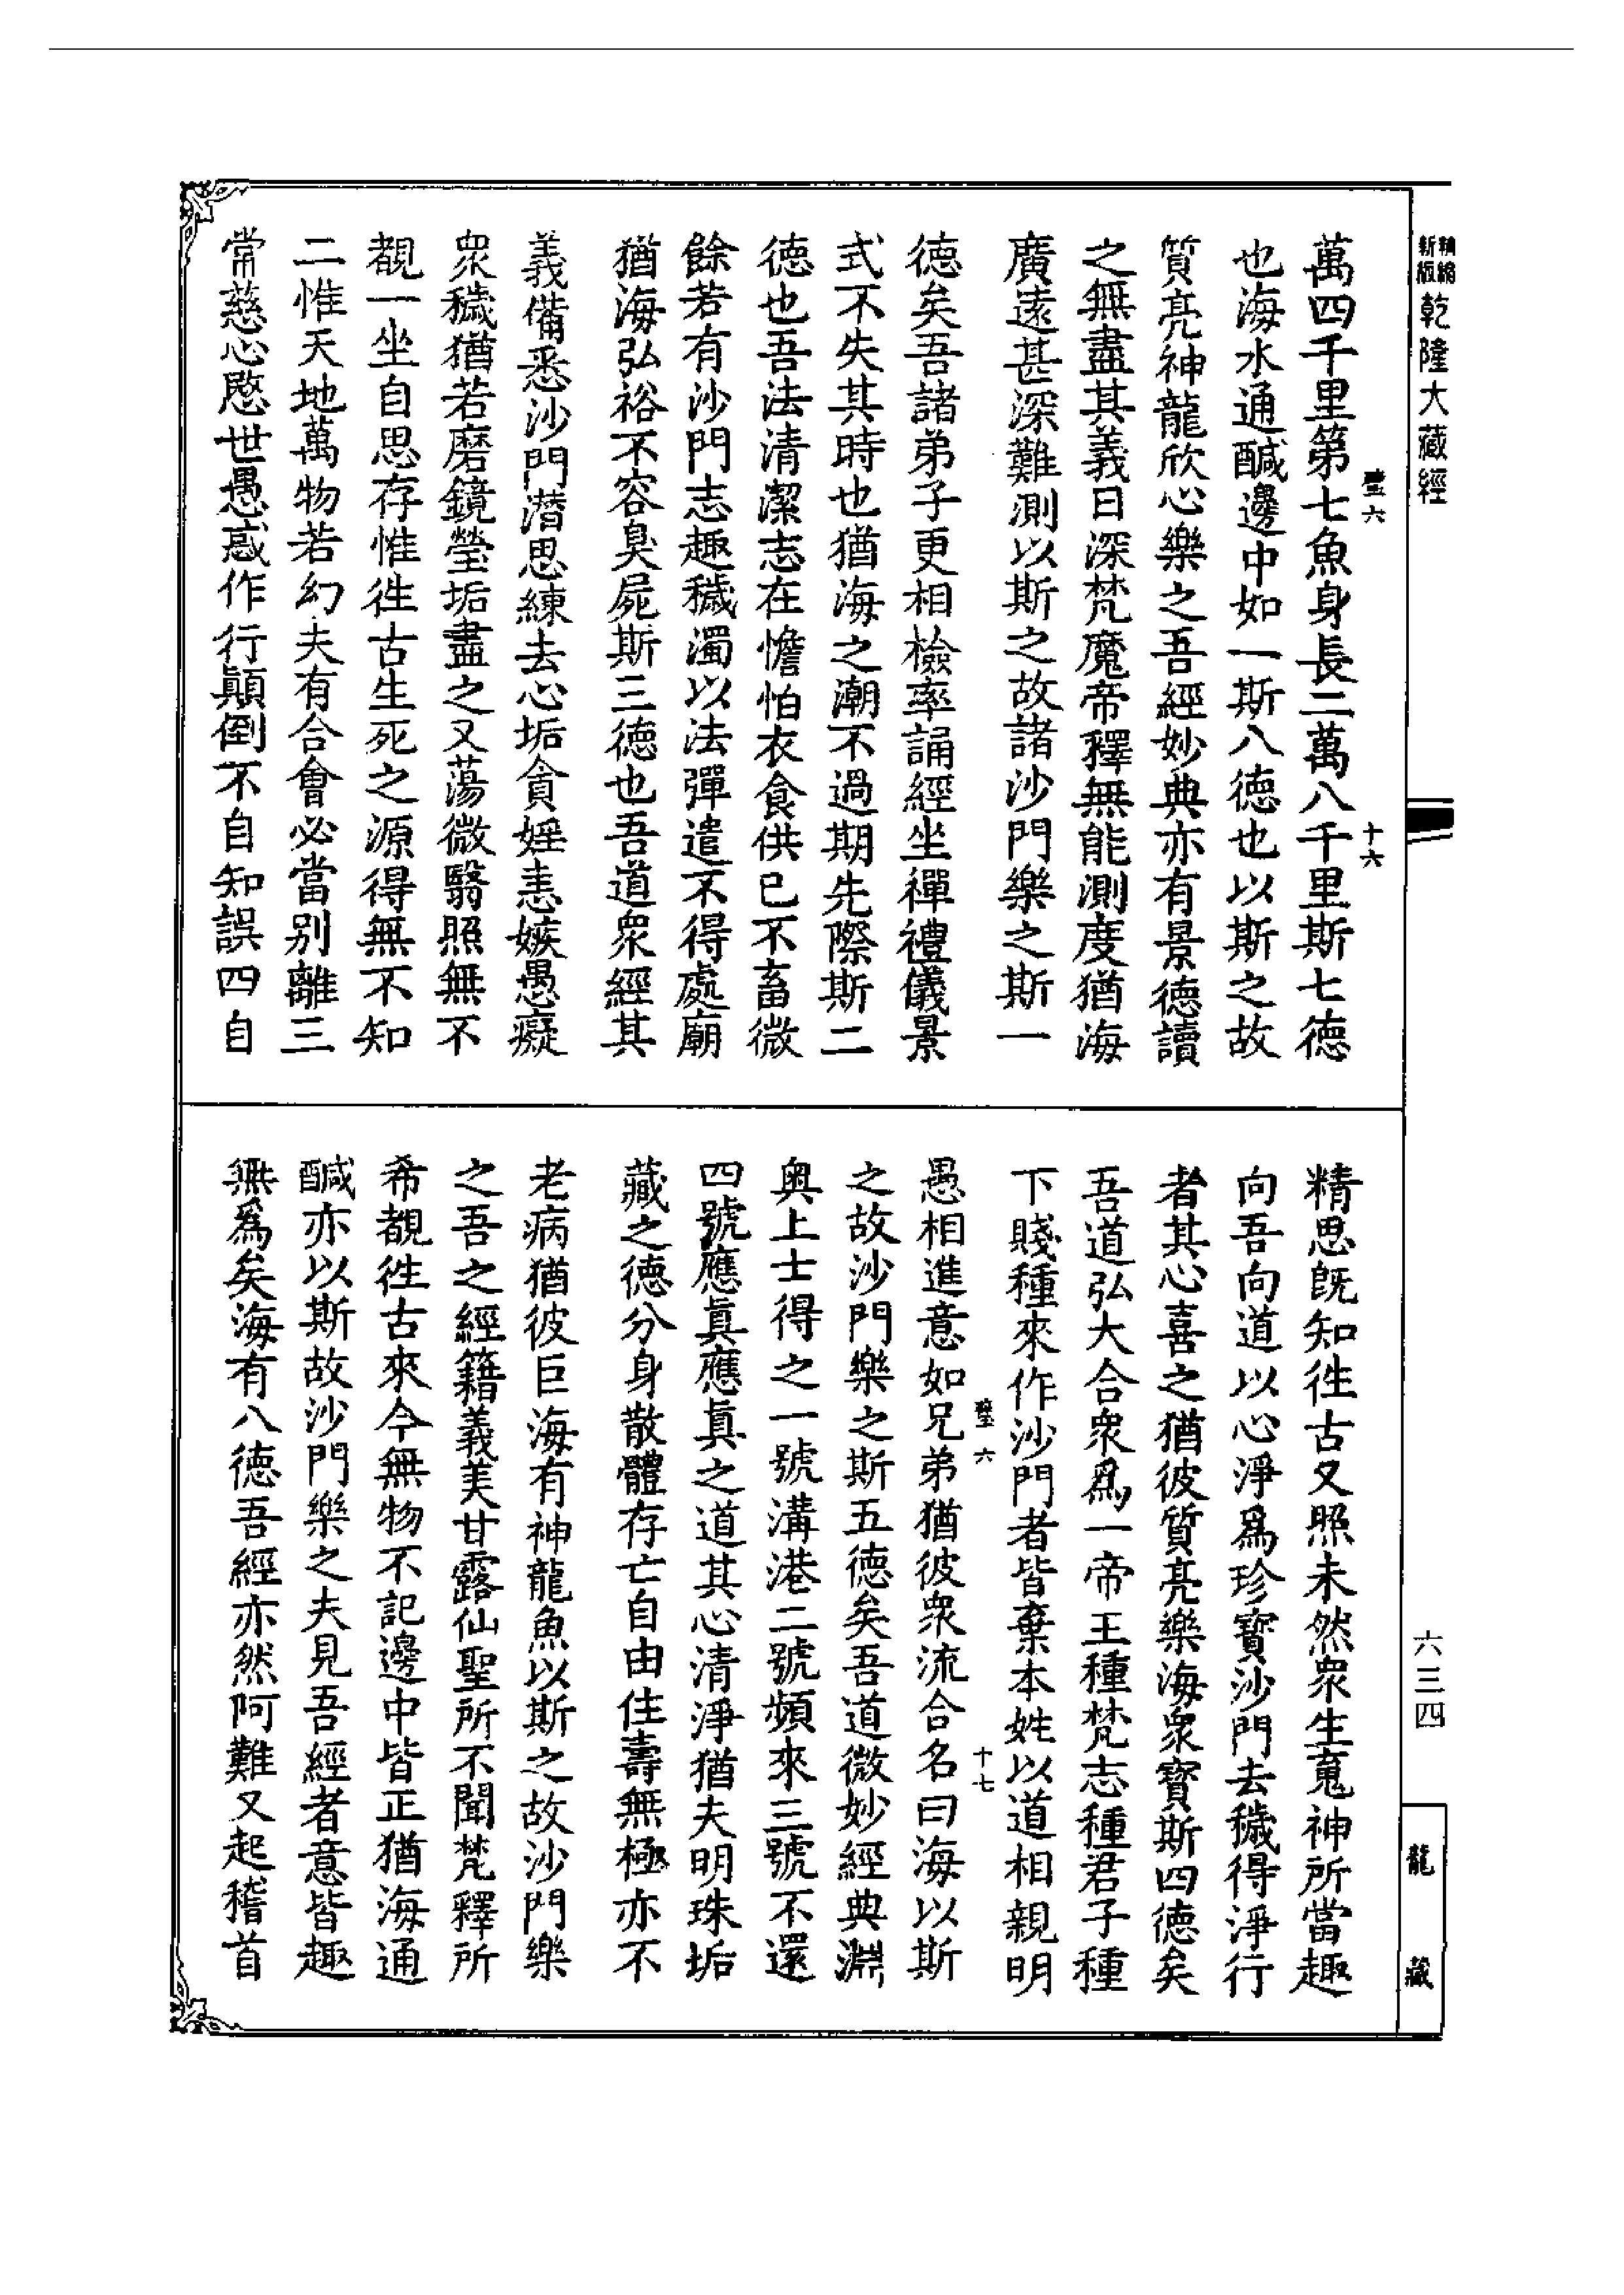 精縮
新版
乾隆大藏經
璧六
十六
萬四千里第七魚身長二萬八千里斯七德
也海水通醎邊中如一斯八德也以斯之故
質亮神龍欣心樂之吾經妙典亦有景德讀
之無盡其義日深梵魔帝釋無能測度猶海
廣遠甚深難測以斯之故諸沙門樂之斯一
德矣吾諸弟子更相檢率誦經坐禪禮儀景
式不失其時也猶海之潮不過期先際斯二
德也吾法清潔志在憺怕衣食供已不畜微
餘若有沙門志趣穢濁以法彈遣不得處廟
猶海弘裕不容臭屍斯三德也吾道衆經其
義備悉沙門潛思練去心垢貪婬恚嫉愚癡
衆穢猶若磨鏡瑩垢盡之又蕩微翳照無不
覩一坐自思存惟徃古生死之源得無不知
二惟天地萬物若幻夫有合會必當別離三
常慈心愍世愚惑作行顛倒不自知誤四自
精思旣知徃古又照未然衆生䰟神所當趣
向吾向道以心淨爲珍寳沙門去穢得淨行
者其心喜之猶彼質亮樂海衆寳斯四德矣
吾道弘大合衆爲一帝王種梵志種君子種
下賤種來作沙門者皆棄本姓以道相親明
璧六
十七
愚相進意如兄弟猶彼衆流合名曰海以斯
之故沙門樂之斯五德矣吾道微妙經典淵
奥上士得之一號溝港二號頻來三號不還
四號應眞應眞之道其心清淨猶夫明珠垢
藏之德分身散體存亡自由住壽無極亦不
老病猶彼巨海有神龍魚以斯之故沙門樂
之吾之經籍義美甘露仙聖所不聞梵釋所
希覩徃古來今無物不記邊中皆正猶海通
醎亦以斯故沙門樂之夫見吾經者意皆趣
無爲矣海有八德吾經亦然阿難又起稽首
六三四
龍藏